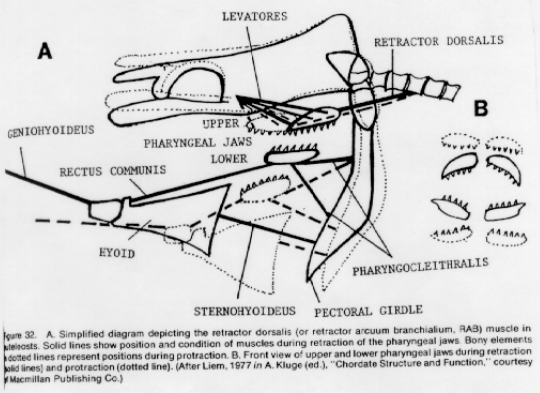 LEVATORES
A
RETRACTOR DORSALIS
B
UPPER
GENIOHYOIDEUS
PHARYNGEAL JAWS
LOWER
RECTUS COMMUNIS
HYOID
PHARYNGOCLEITHRALIS
STERNOHYOIDEUS
PECTORAL GIRDLE
igure 32. A. Simplified diagram depicting the retractor dorsalis (or retractor arcuum branchialium, RAB) muscle in
uteleosts. Solid lines show position and condition of muscles during retraction of the pharyngeal jaws. Bony elements
dotted lines represent positions during protraction. B. Front view of upper and lower pharyngeal jaws during retraction
olid lines) and protraction (dotted line). (After Liem, 1977 in A. Kluge (ed.), "Chordate Structure and Function," courtesy
f Macmillan Publishing Co.)